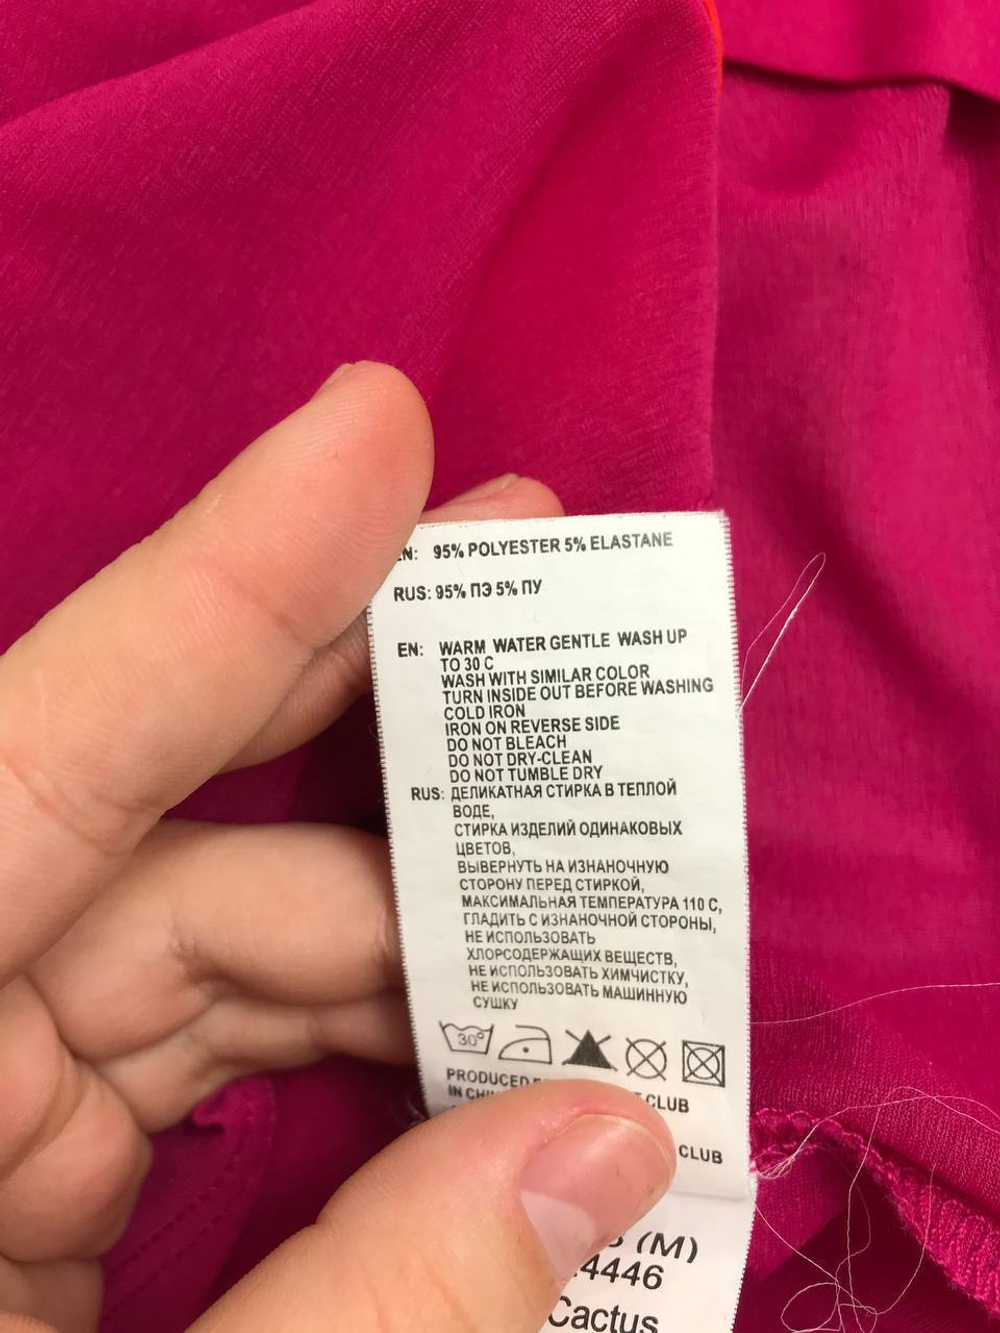 95% POLYESTER 5% ELASTANE
RUS: 95% ПЭ 5% ПУ
EN: WARM WATER GENTLE WASH UP
TO 30 C
WASH WITH SIMILAR COLOR
TURN INSIDE OUT BEFORE WASHING
COLD IRON
IRON ON REVERSE SIDE
DO NOT BLEACH
DO NOT DRY-CLEAN
DO NOT TUMBLE DRY
RUS: ДЕЛИКАТНАЯ СТИРКА В ТЕПЛОЙ
ВОДЕ,
СТИРКА ИЗДЕЛИЙ ОДИНАКОВЫХ
ЦВЕТОВ,
ВЫВЕРНУТЬ НА ИЗНАНОЧНУЮ
СТОРОНУ ПЕРЕД СТИРКОЙ,
МАКСИМАЛЬНАЯ ТЕМПЕРАТУРА 110 С,
ГЛАДИТЬ С ИЗНАНОЧНОЙ СТОРОНЫ,
НЕ ИСПОЛЬЗОВАТЬ
ХЛОРСОДЕРЖАЩИХ ВЕЩЕСТВ,
НЕ ИСПОЛЬЗОВАТЬ ХИМЧИСТКУ,
НЕ ИСПОЛЬЗОВАТЬ МАШИННУЮ
СУШКУ
30°
PRODUCED
IN CLUB
CLUB
(M)
4446
Cactus